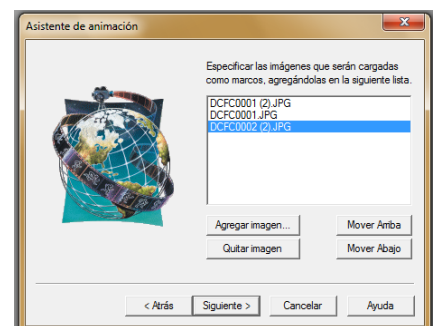 Asistente de animación
Especificar las imágenes que serán cargadas
como marcos, agregándolas en la siguiente lista.
DCFC0001 (2).JPG
DCFC0001.JPG
DCFC0002 (2).JPG
Agregar imagen...
Mover Arriba
Quitar imagen
Mover Abajo
< Atrás
Siguiente >
Cancelar
Ayuda